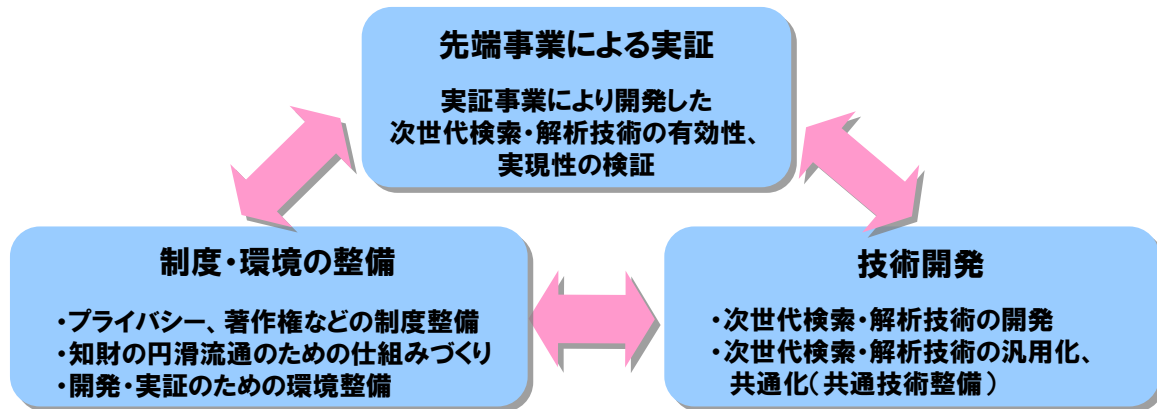 先端事業による実証
実証事業により開発した
次世代検索・解析技術の有効性、
実現性の検証
制度・環境の整備
・プライバシー、著作権などの制度整備
・知財の円滑流通のための仕組みづくり
・開発・実証のための環境整備
技術開発
・次世代検索・解析技術の開発
・次世代検索・解析技術の汎用化、
共通化(共通技術整備)